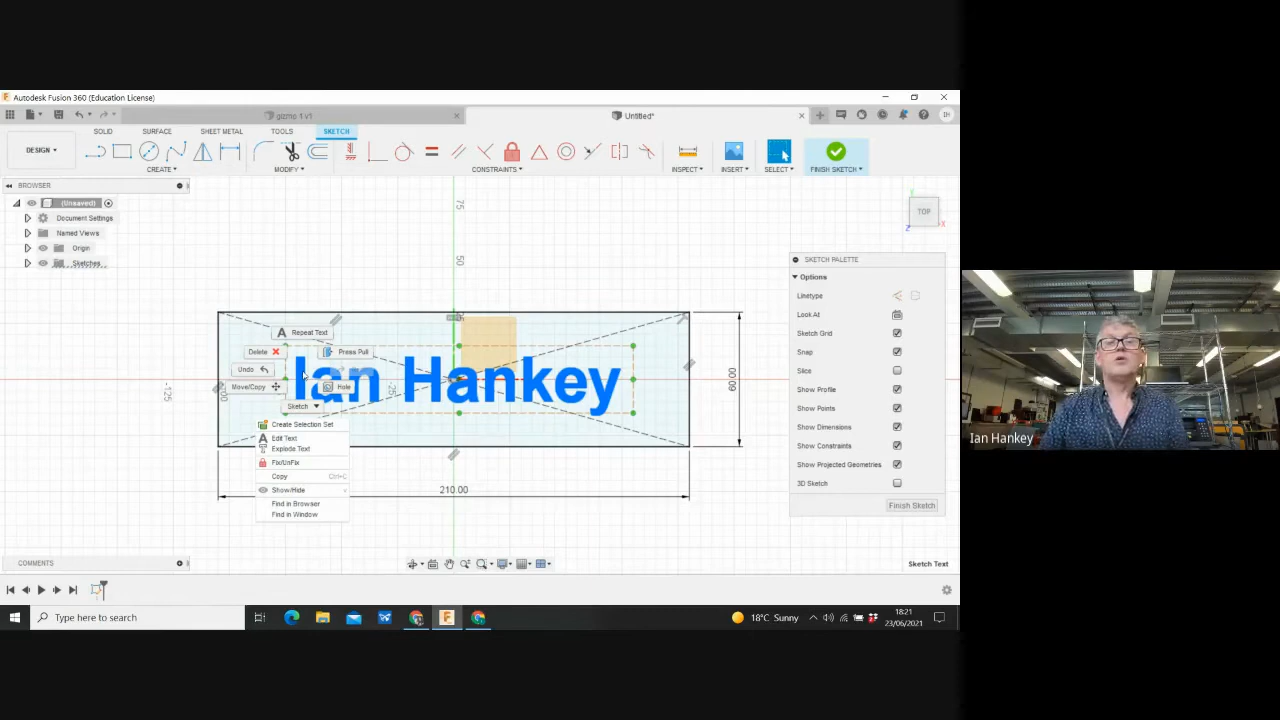 Autodesk Fusion 360 (Education License)
gizmo 1 v1
Untitled*
IH
DESIGN
SOLID SURFACE SHEET METAL TOOLS SKETCH
CREATE MODIFY CONSTRAINTS INSPECT INSERT SELECT FINISH SKETCH
BROWSER
(Unsaved)
Document Settings
Named Views
Origin
Sketches
75
50
TOP
X
Y
Z
SKETCH PALETTE
Options
Linetype
Look At
Sketch Grid
Snap
Slice
Show Profile
Show Points
Show Dimensions
Show Constraints
Show Projected Geometries
3D Sketch
Finish Sketch
Repeat Text
Delete
Press Pull
Undo
Move/Copy
Hole
Sketch
Ian Hankey
-125
-25
60.00
210.00
Create Selection Set
Edit Text
Explode Text
Fix/UnFix
Copy Ctrl+C
Show/Hide v
Find in Browser
Find in Window
COMMENTS
Sketch Text
Type here to search
18°C Sunny
18:21
23/06/2021
Ian Hankey